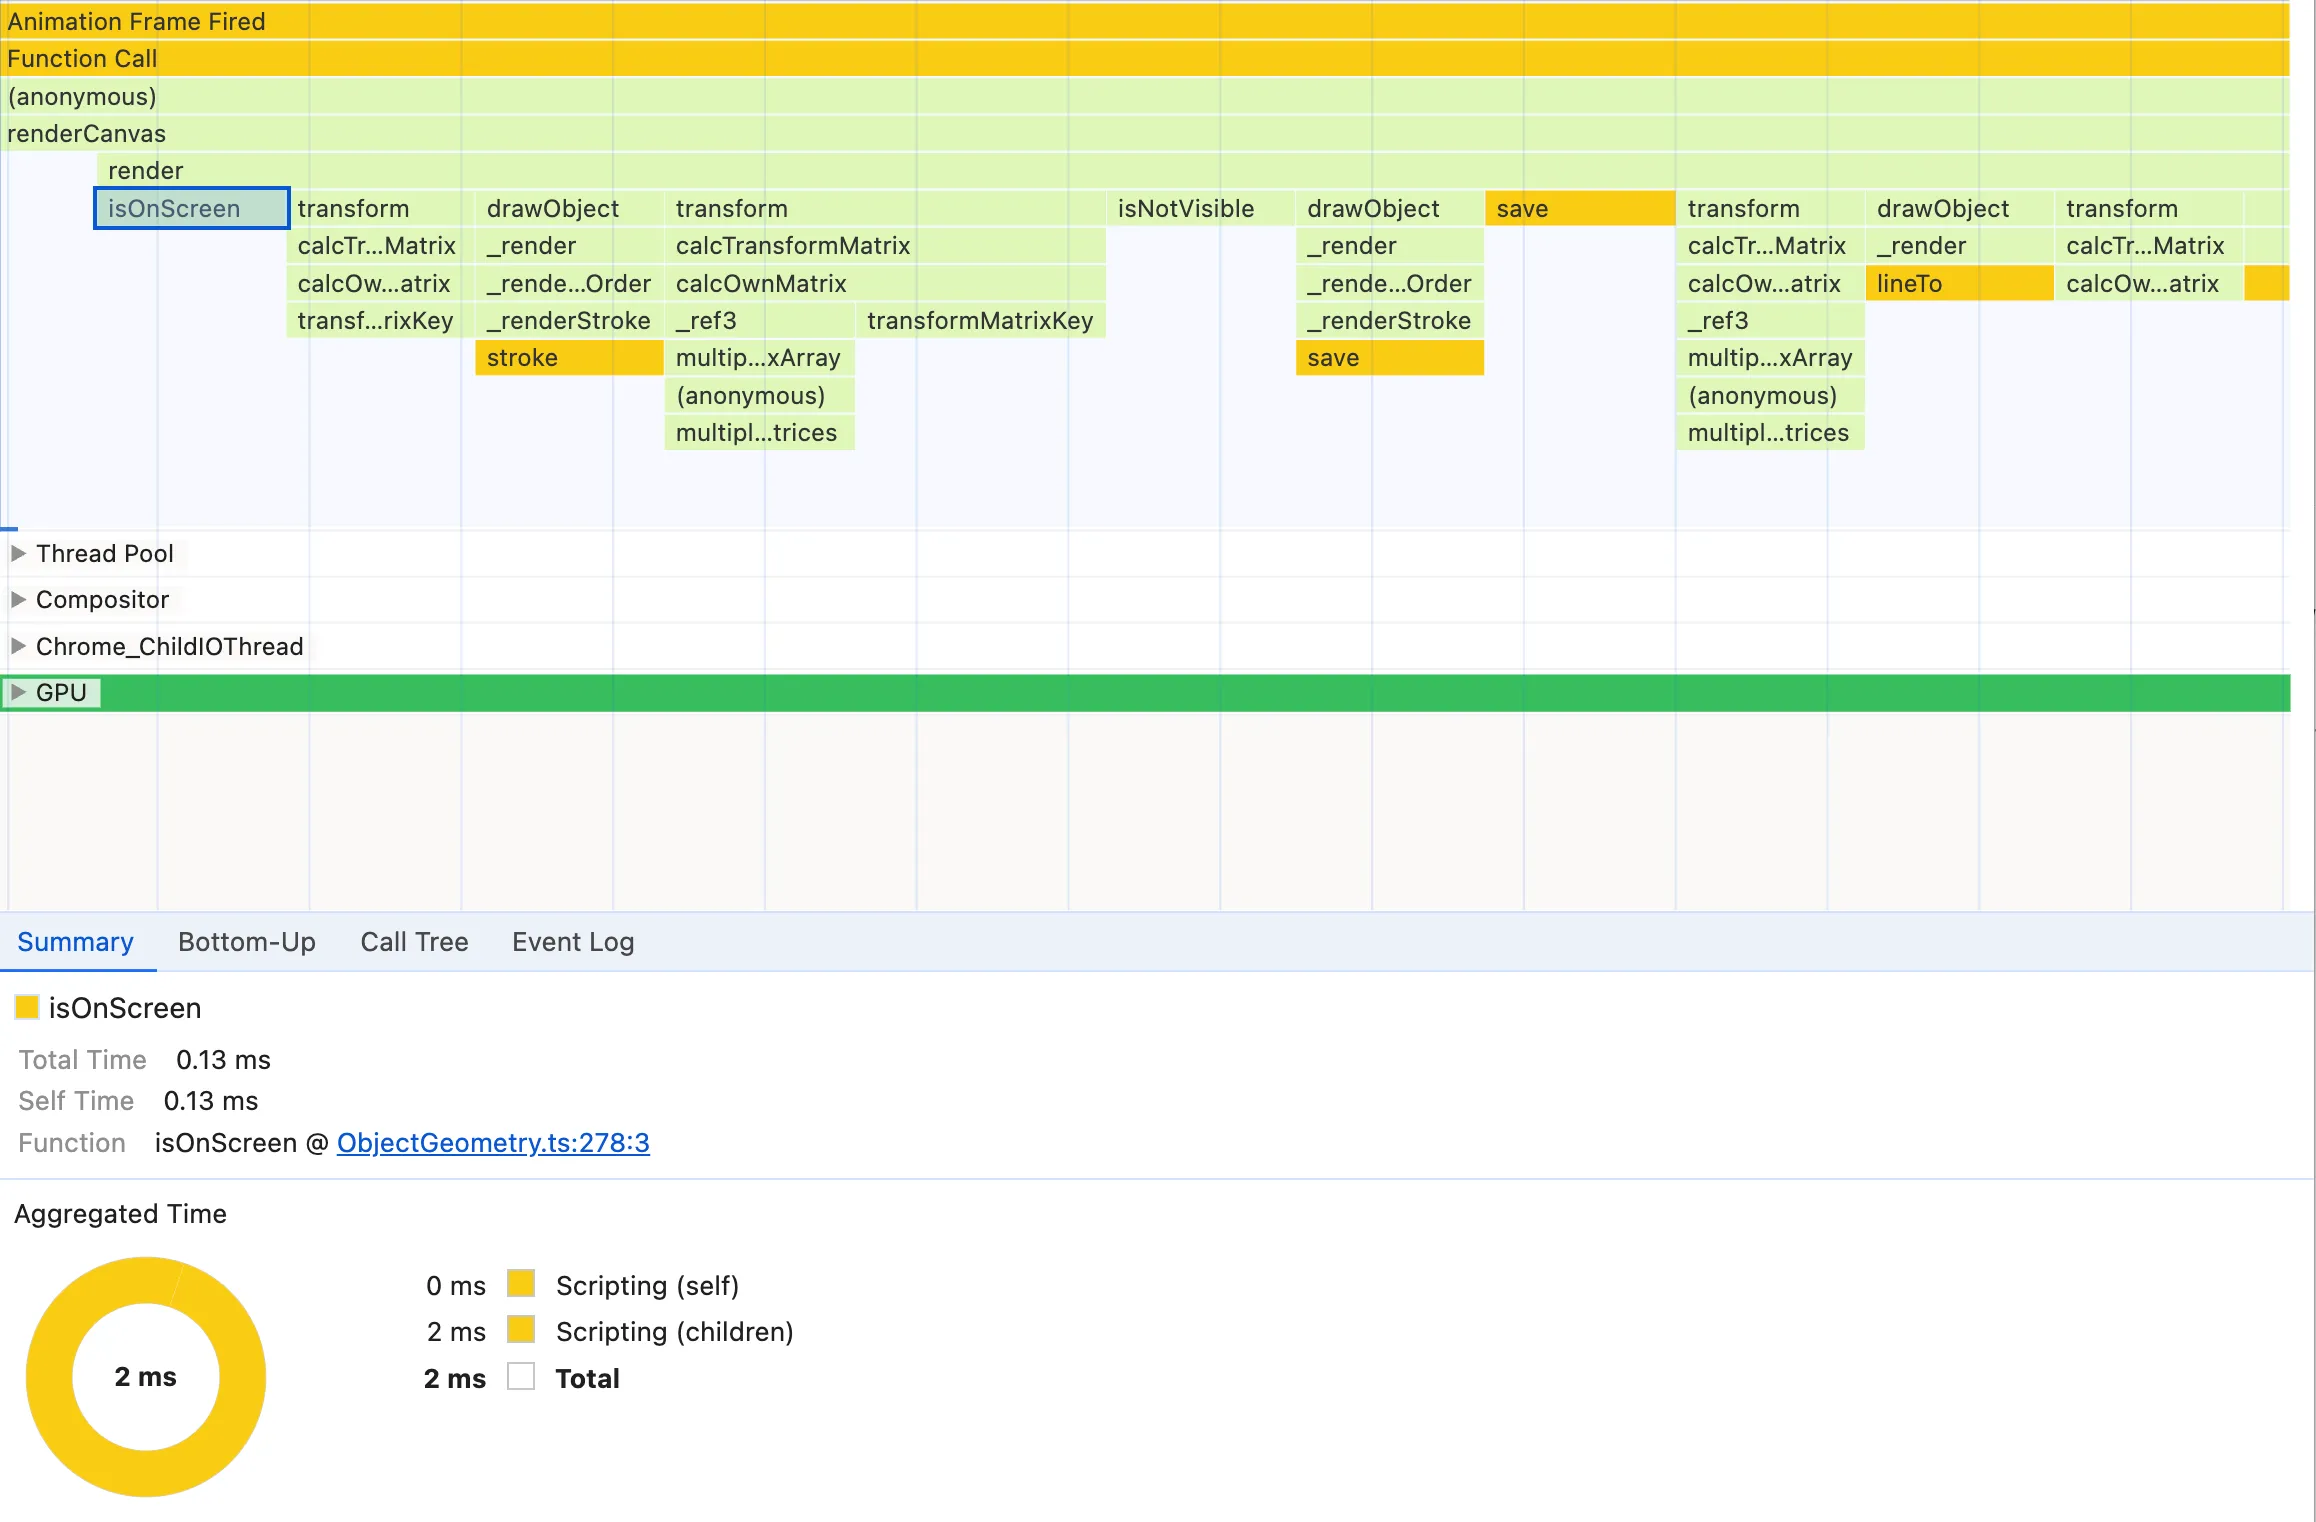 Animation Frame Fired
Function Call
(anonymous)
renderCanvas
render
isOnScreen transform drawObject transform isNotVisible drawObject save transform drawObject transform
calcTr...Matrix _render calcTransformMatrix _render calcTr...Matrix _render calcTr...Matrix
calcOw...atrix _rende...Order calcOwnMatrix _rende...Order calcOw...atrix lineTo calcOw...atrix
transf...rixKey _renderStroke _ref3 transformMatrixKey _renderStroke _ref3
stroke multip...xArray save multip...xArray
(anonymous) (anonymous)
multipl...trices multipl...trices
Thread Pool
Compositor
Chrome_ChildIOThread
GPU
Summary Bottom-Up Call Tree Event Log
isOnScreen
Total Time 0.13 ms
Self Time 0.13 ms
Function isOnScreen @ ObjectGeometry.ts:278:3
Aggregated Time
0 ms Scripting (self)
2 ms Scripting (children)
2 ms Total
2 ms